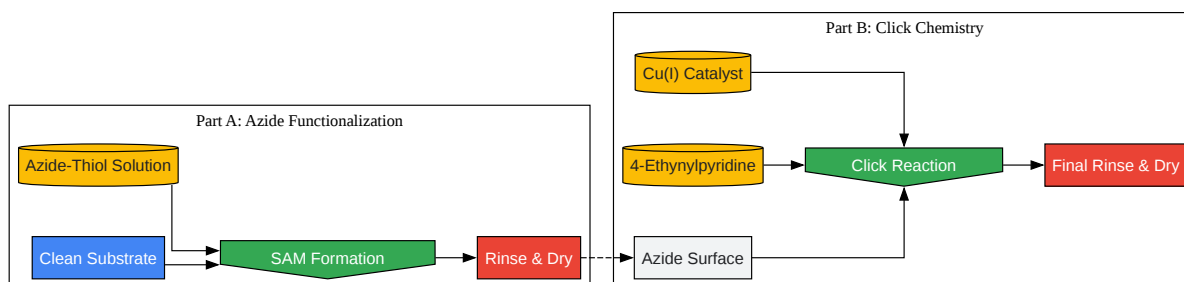 Part A: Azide Functionalization
Azide-Thiol Solution
Clean Substrate
SAM Formation
Rinse & Dry
Part B: Click Chemistry
Cu(I) Catalyst
4-Ethynylpyridine
Click Reaction
Final Rinse & Dry
Azide Surface